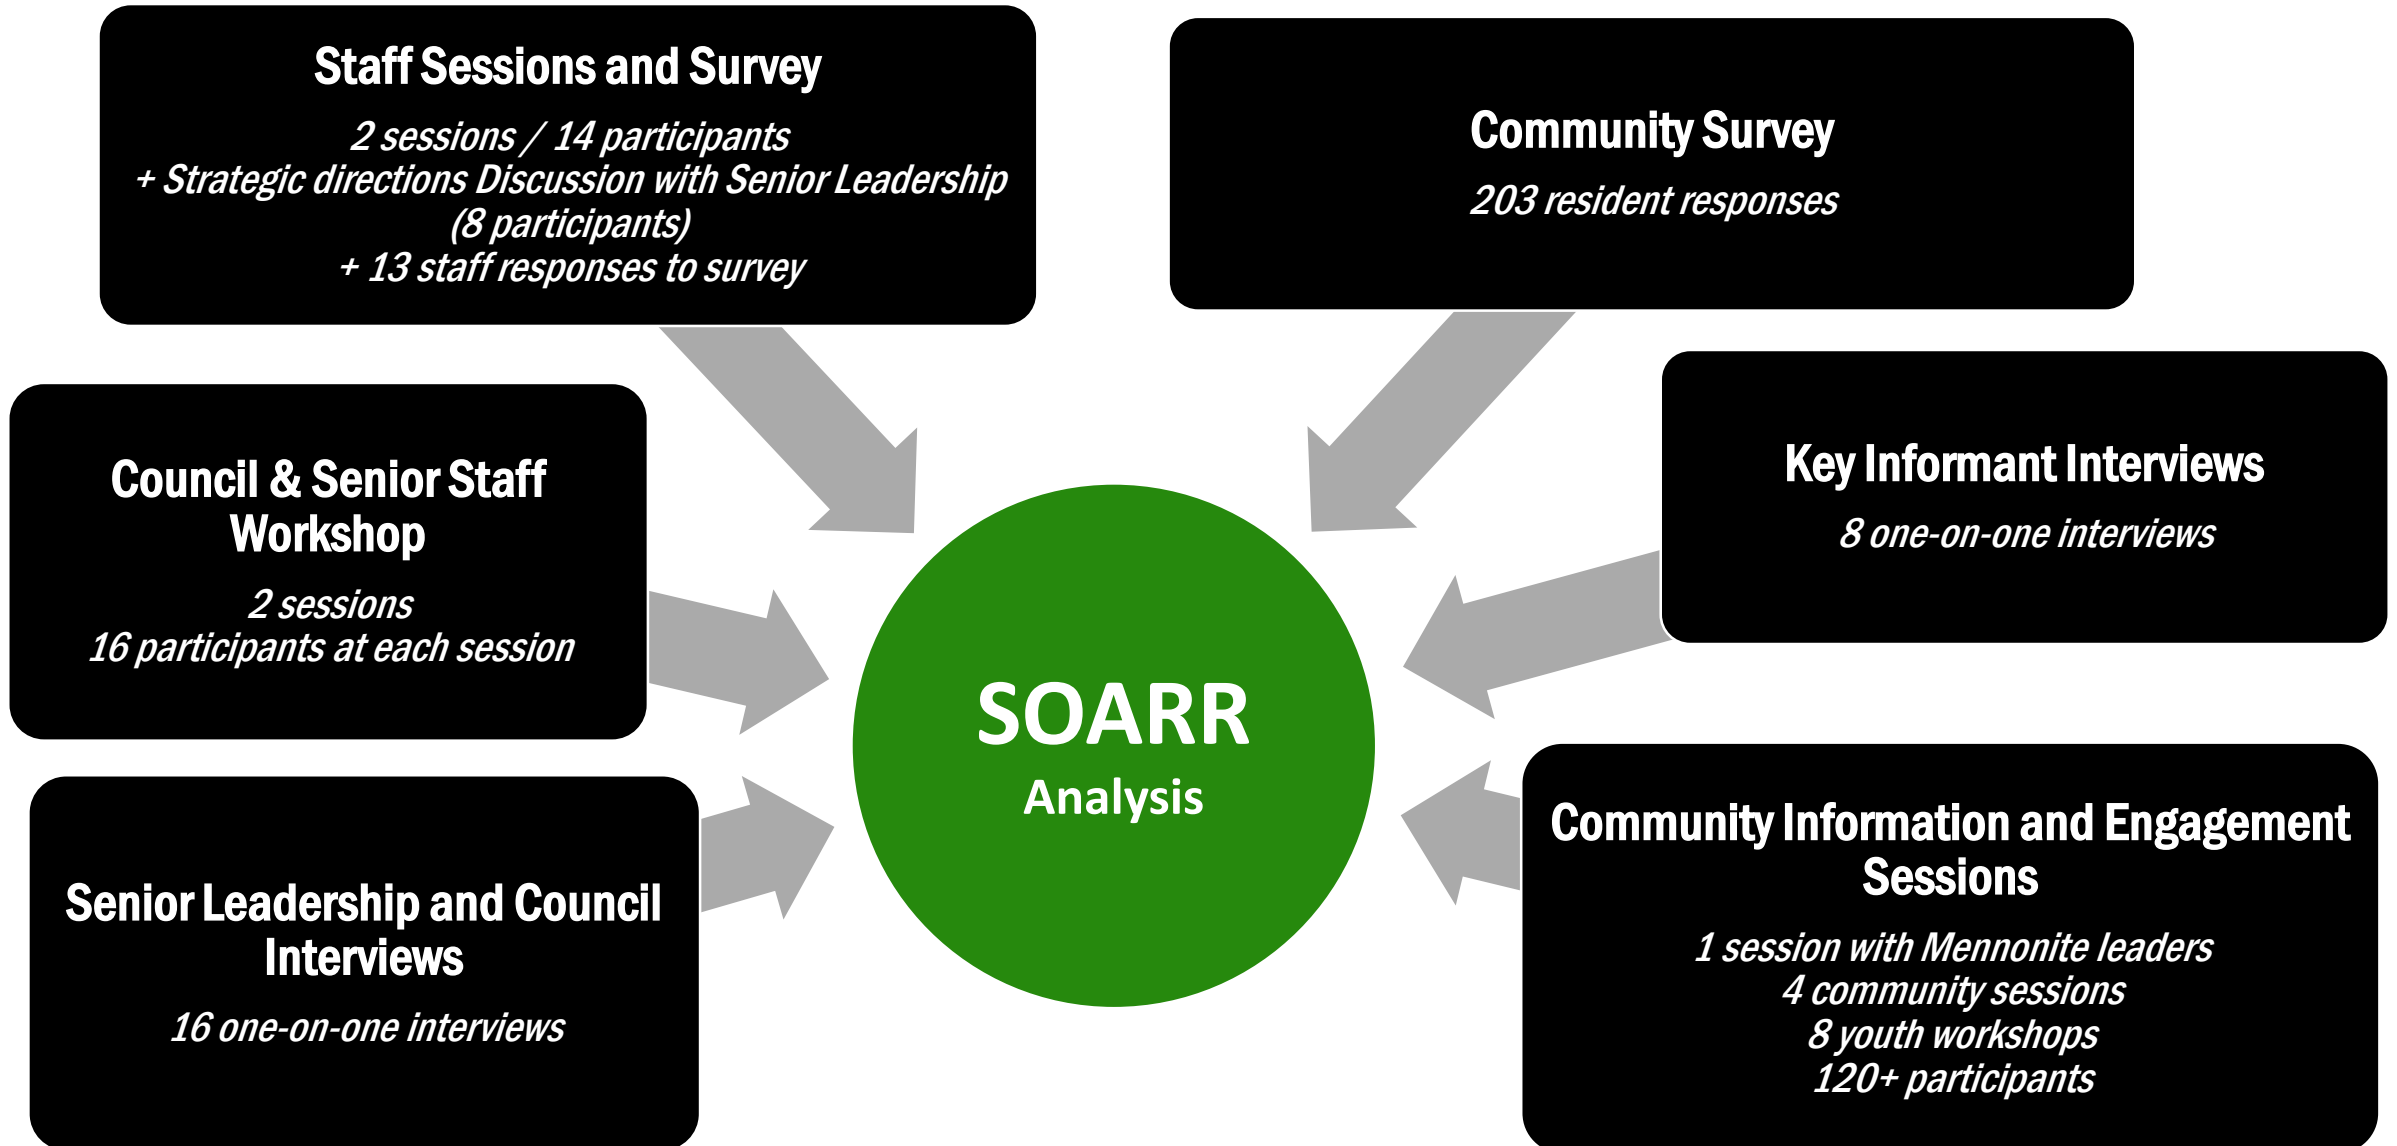 Staff Sessions and Survey
2 sessions / 14 participants
+ Strategic directions Discussion with Senior Leadership
(8 participants)
+ 13 staff responses to survey
Community Survey
203 resident responses
Council & Senior Staff
Workshop
2 sessions
16 participants at each session
Key Informant Interviews
8 one-on-one interviews
SOARR
Analysis
Senior Leadership and Council
Interviews
16 one-on-one interviews
Community Information and Engagement
Sessions
1 session with Mennonite leaders
4 community sessions
8 youth workshops
120+ participants